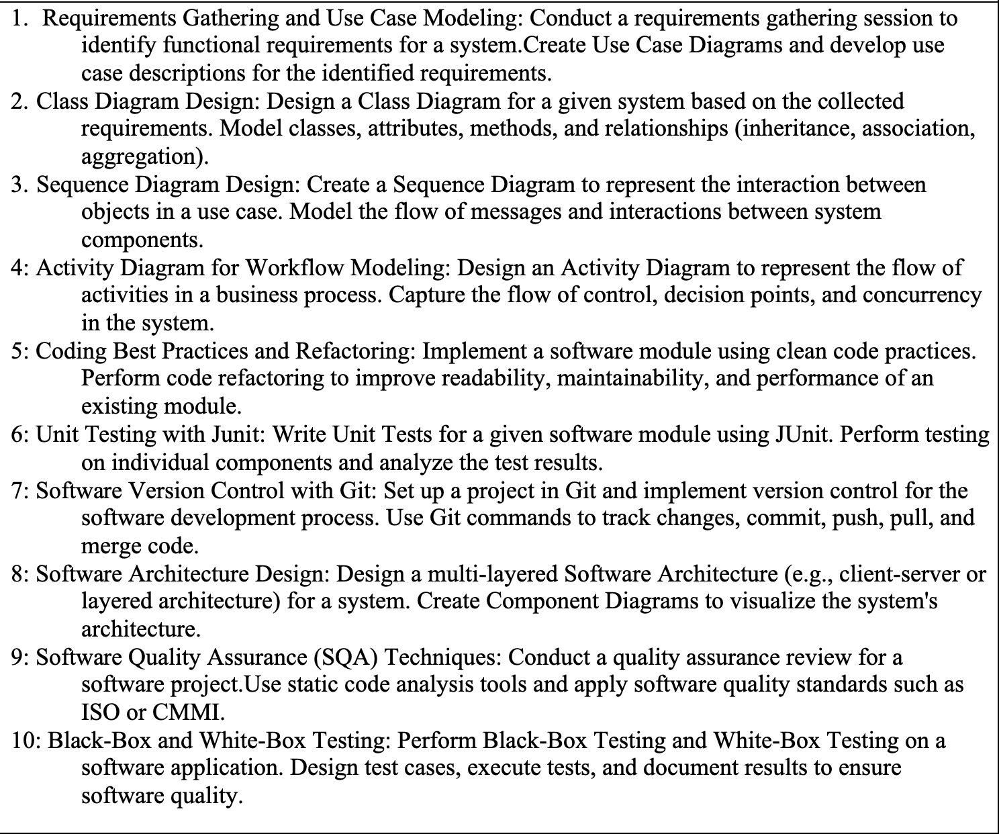 1. Requirements Gathering and Use Case Modeling: Conduct a requirements gathering session to
identify functional requirements for a system.Create Use Case Diagrams and develop use
case descriptions for the identified requirements.
2. Class Diagram Design: Design a Class Diagram for a given system based on the collected
requirements. Model classes, attributes, methods, and relationships (inheritance, association,
aggregation).
3. Sequence Diagram Design: Create a Sequence Diagram to represent the interaction between
objects in a use case. Model the flow of messages and interactions between system
components.
4: Activity Diagram for Workflow Modeling: Design an Activity Diagram to represent the flow of
activities in a business process. Capture the flow of control, decision points, and concurrency
in the system.
5: Coding Best Practices and Refactoring: Implement a software module using clean code practices.
Perform code refactoring to improve readability, maintainability, and performance of an
existing module.
6: Unit Testing with Junit: Write Unit Tests for a given software module using JUnit. Perform testing
on individual components and analyze the test results.
7: Software Version Control with Git: Set up a project in Git and implement version control for the
software development process. Use Git commands to track changes, commit, push, pull, and
merge code.
8: Software Architecture Design: Design a multi-layered Software Architecture (e.g., client-server or
layered architecture) for a system. Create Component Diagrams to visualize the system's
architecture.
9: Software Quality Assurance (SQA) Techniques: Conduct a quality assurance review for a
software project.Use static code analysis tools and apply software quality standards such as
ISO or CMMI.
10: Black-Box and White-Box Testing: Perform Black-Box Testing and White-Box Testing on a
software application. Design test cases, execute tests, and document results to ensure
software quality.